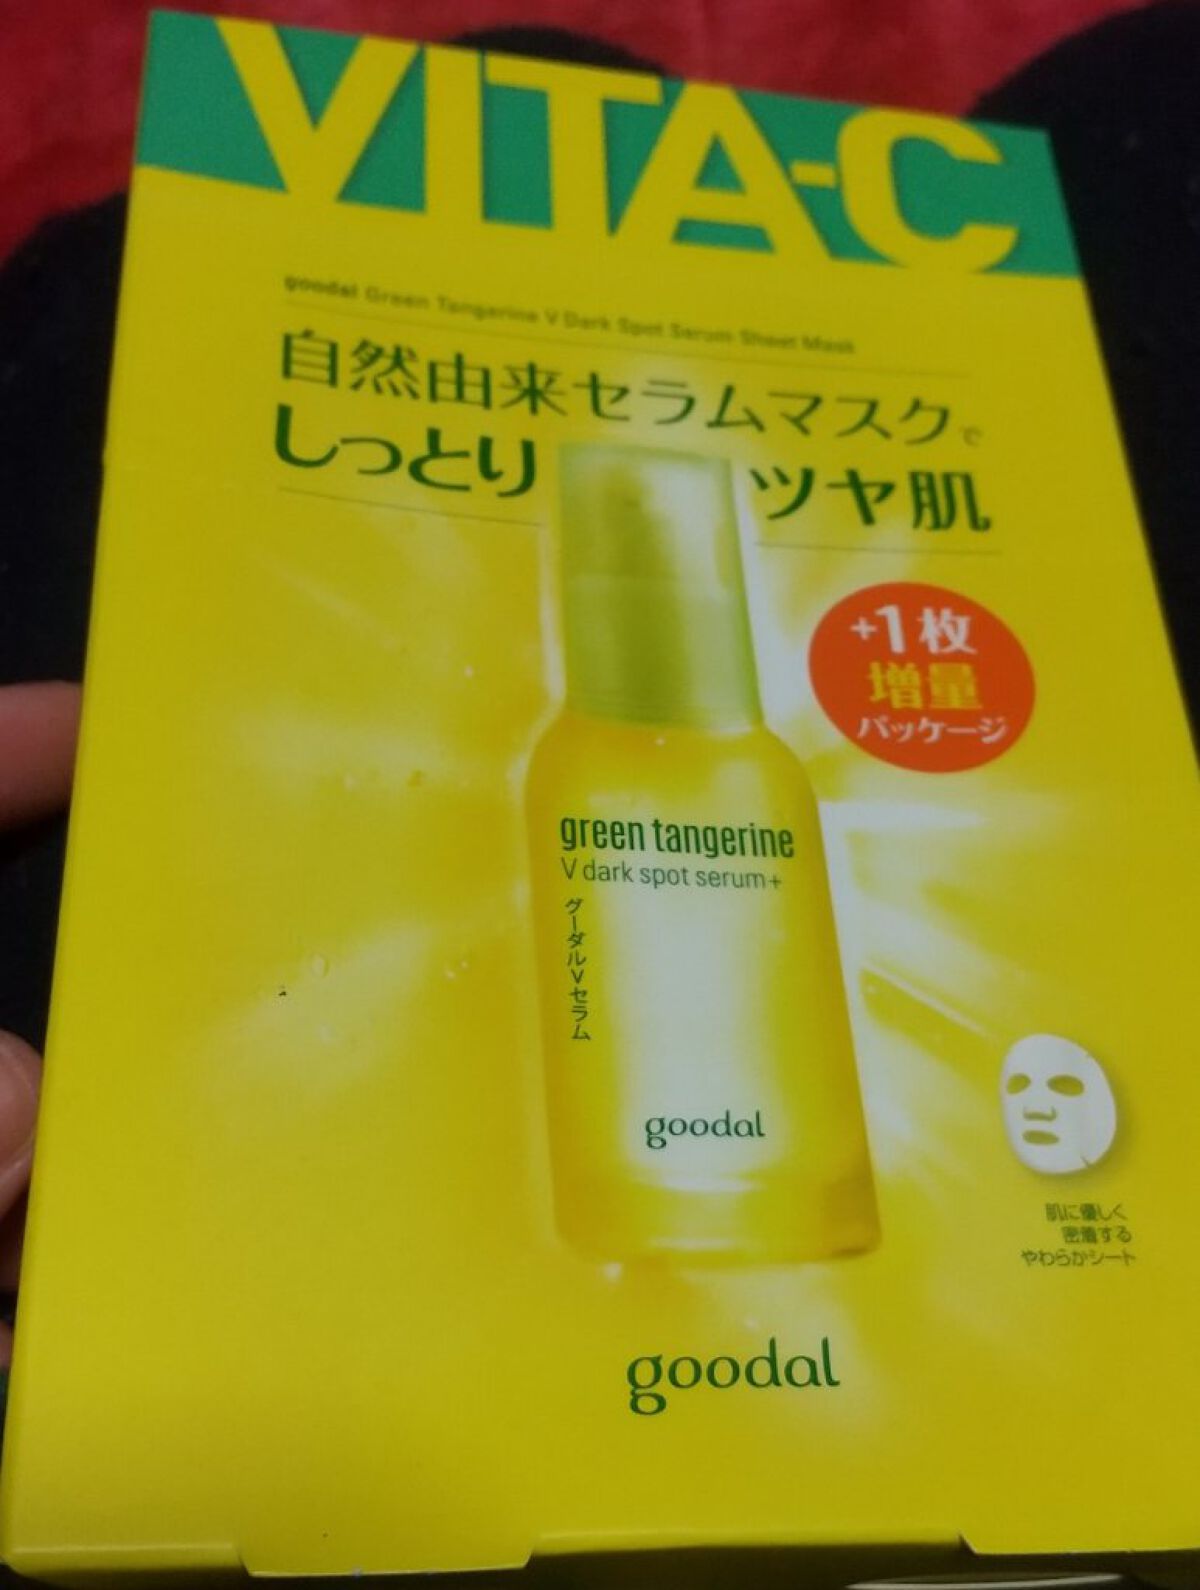 VITA-C
goodal Green Tangerine V Dark Spot Serum Sheet Mask
自然由来セラムマスクで
しっとり ツヤ肌
+1枚
増量
パッケージ
green tangerine
V dark spot serum+
グーダルVセラム
goodal
肌に優しく
密着する
やわらかシート
goodal